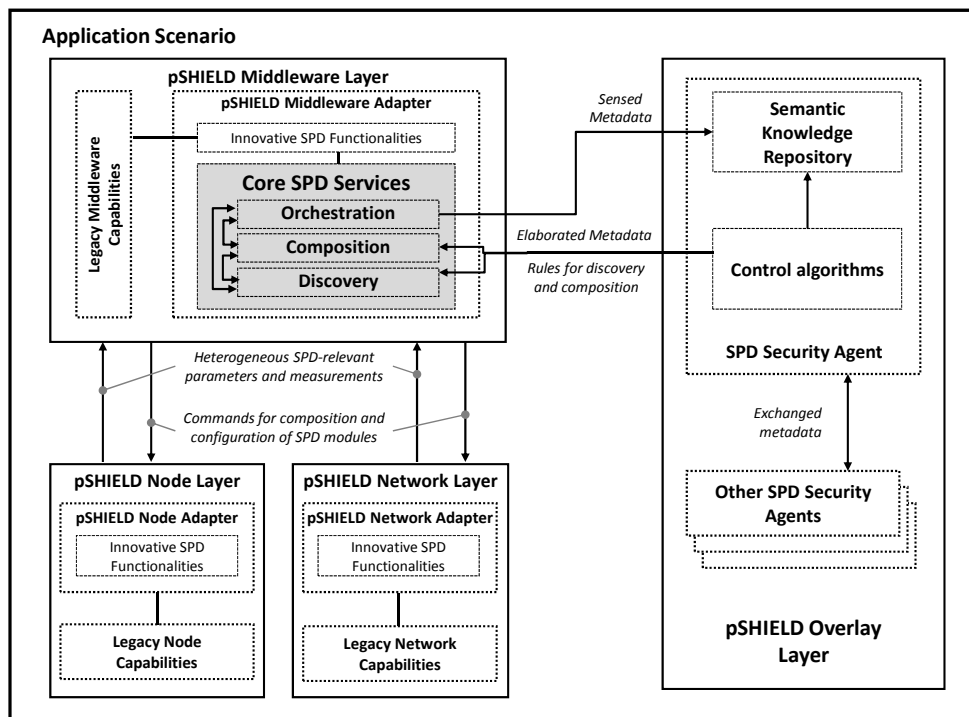 Application Scenario
pSHIELD Middleware Layer
pSHIELD Middleware Adapter
Legacy Middleware
Capabilities
Innovative SPD Functionalities
Core SPD Services
Orchestration
Composition
Discovery
Sensed
Metadata
Elaborated Metadata
Rules for discovery
and composition
Semantic
Knowledge
Repository
Control algorithms
SPD Security Agent
Exchanged
metadata
Other SPD Security
Agents
pSHIELD Overlay
Layer
Heterogeneous SPD-relevant
parameters and measurements
Commands for composition and
configuration of SPD modules
pSHIELD Node Layer
pSHIELD Node Adapter
Innovative SPD
Functionalities
Legacy Node
Capabilities
pSHIELD Network Layer
pSHIELD Network Adapter
Innovative SPD
Functionalities
Legacy Network
Capabilities